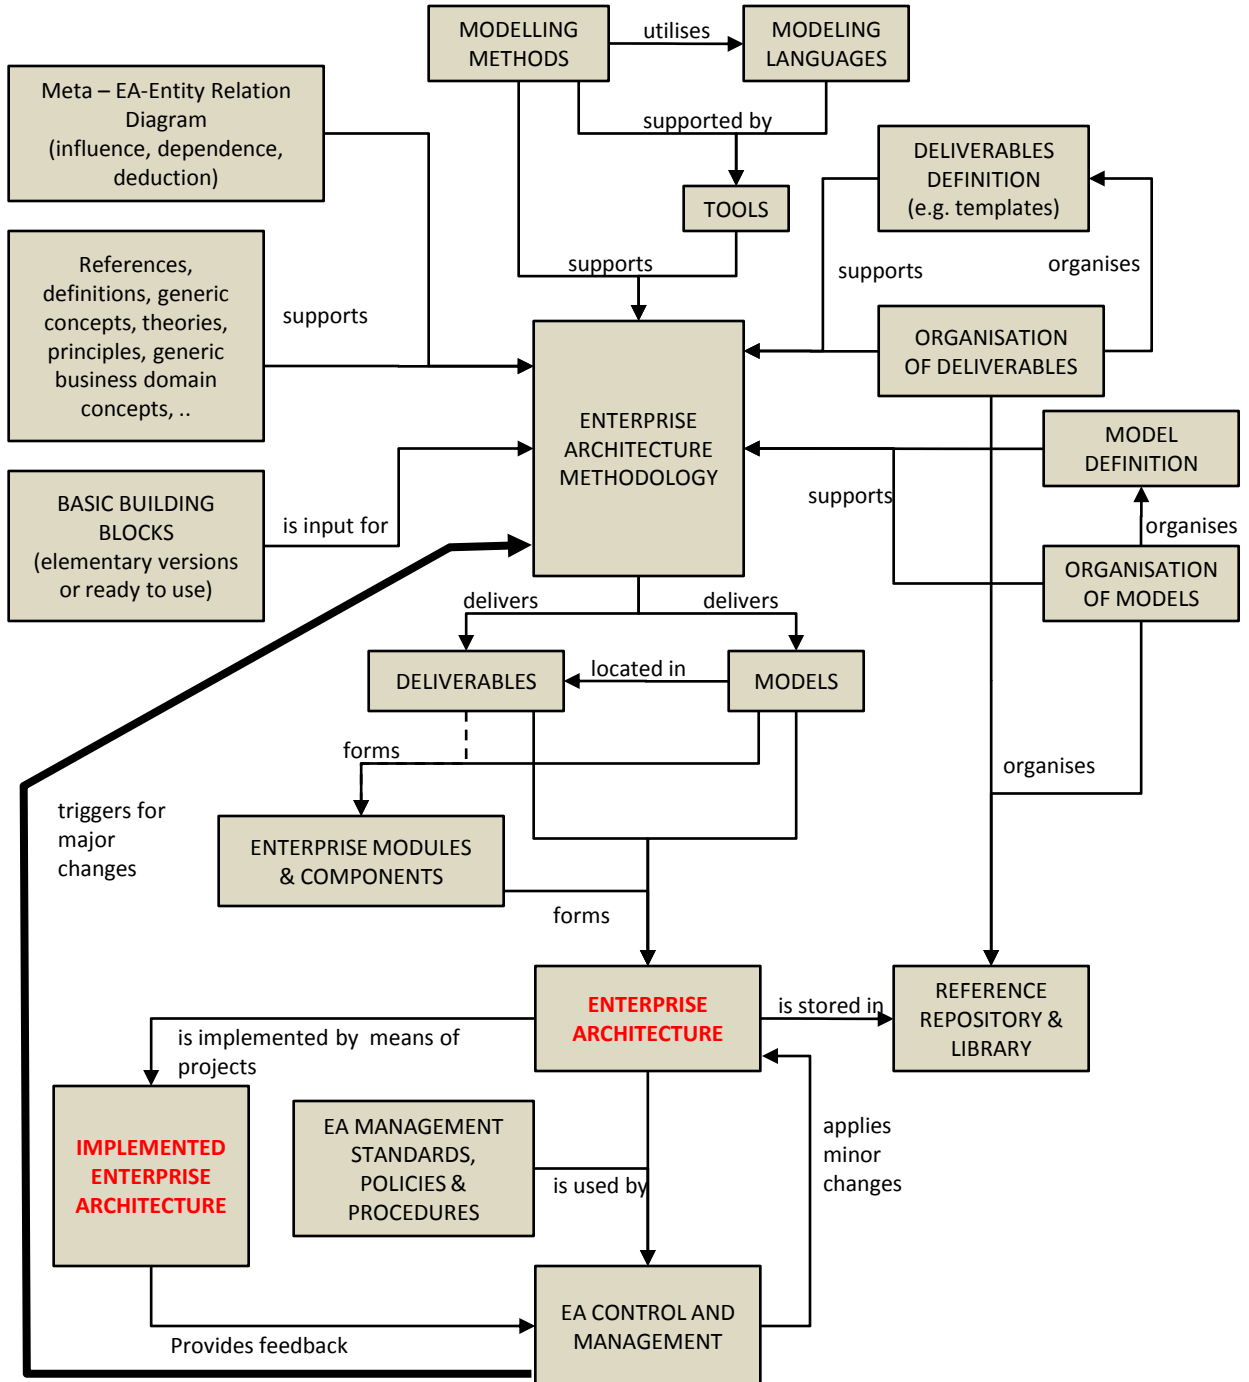 MODELLING
METHODS
utilises
MODELING
LANGUAGES
Meta – EA-Entity Relation
Diagram
(influence, dependence,
deduction)
supported by
DELIVERABLES
DEFINITION
(e.g. templates)
TOOLS
References,
definitions, generic
concepts, theories,
principles, generic
business domain
concepts, ..
supports
supports
supports
organises
ORGANISATION
OF DELIVERABLES
ENTERPRISE
ARCHITECTURE
METHODOLOGY
MODEL
DEFINITION
BASIC BUILDING
BLOCKS
(elementary versions
or ready to use)
is input for
supports
organises
ORGANISATION
OF MODELS
delivers
delivers
DELIVERABLES
located in
MODELS
forms
organises
triggers for
major
changes
ENTERPRISE MODULES
& COMPONENTS
forms
ENTERPRISE
ARCHITECTURE
is stored in
REFERENCE
REPOSITORY &
LIBRARY
is implemented by  means of
projects
IMPLEMENTED
ENTERPRISE
ARCHITECTURE
EA MANAGEMENT
STANDARDS,
POLICIES &
PROCEDURES
is used by
applies
minor
changes
EA CONTROL AND
MANAGEMENT
Provides feedback